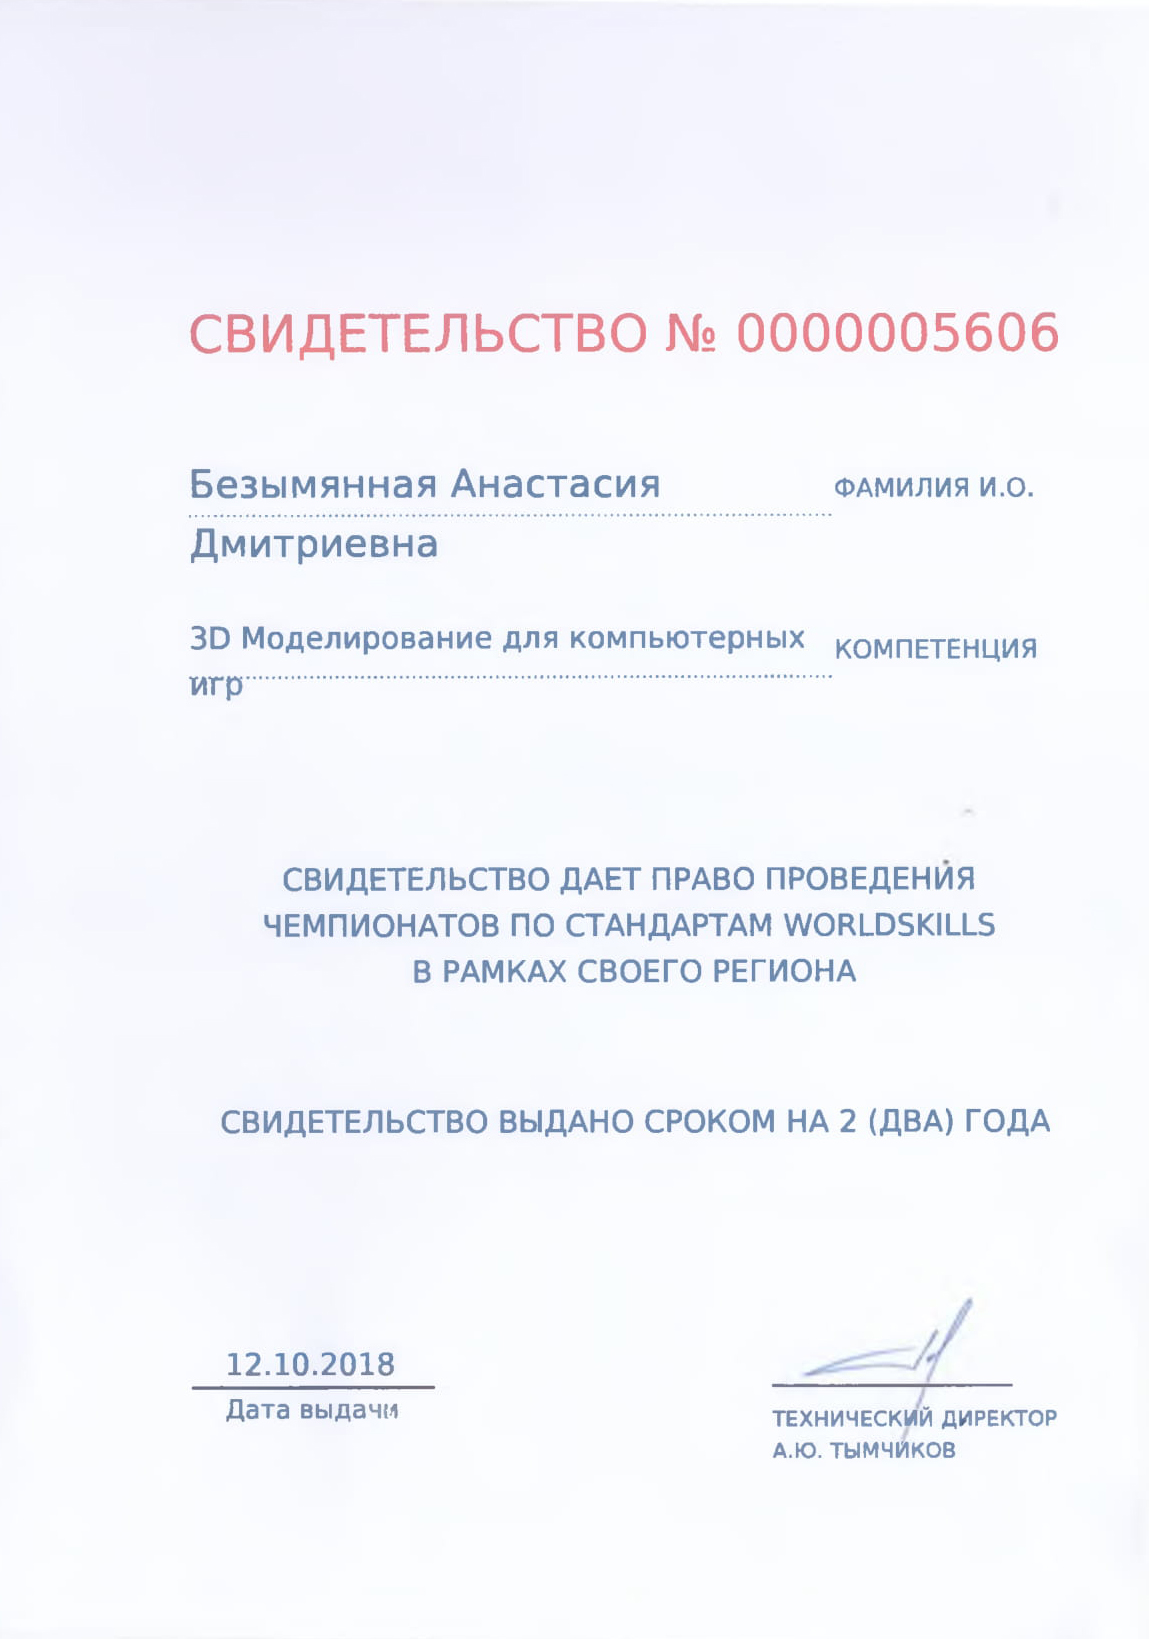 СВИДЕТЕЛЬСТВО № 0000005606
Безымянная Анастасия ФАМИЛИЯ И.О.
Дмитриевна
3D Моделирование для компьютерных КОМПЕТЕНЦИЯ
игр
СВИДЕТЕЛЬСТВО ДАЕТ ПРАВО ПРОВЕДЕНИЯ
ЧЕМПИОНАТОВ ПО СТАНДАРТАМ WORLDSKILLS
В РАМКАХ СВОЕГО РЕГИОНА
СВИДЕТЕЛЬСТВО ВЫДАНО СРОКОМ НА 2 (ДВА) ГОДА
12.10.2018
Дата выдачи
ТЕХНИЧЕСКИЙ ДИРЕКТОР
А.Ю. ТЫМЧИКОВ